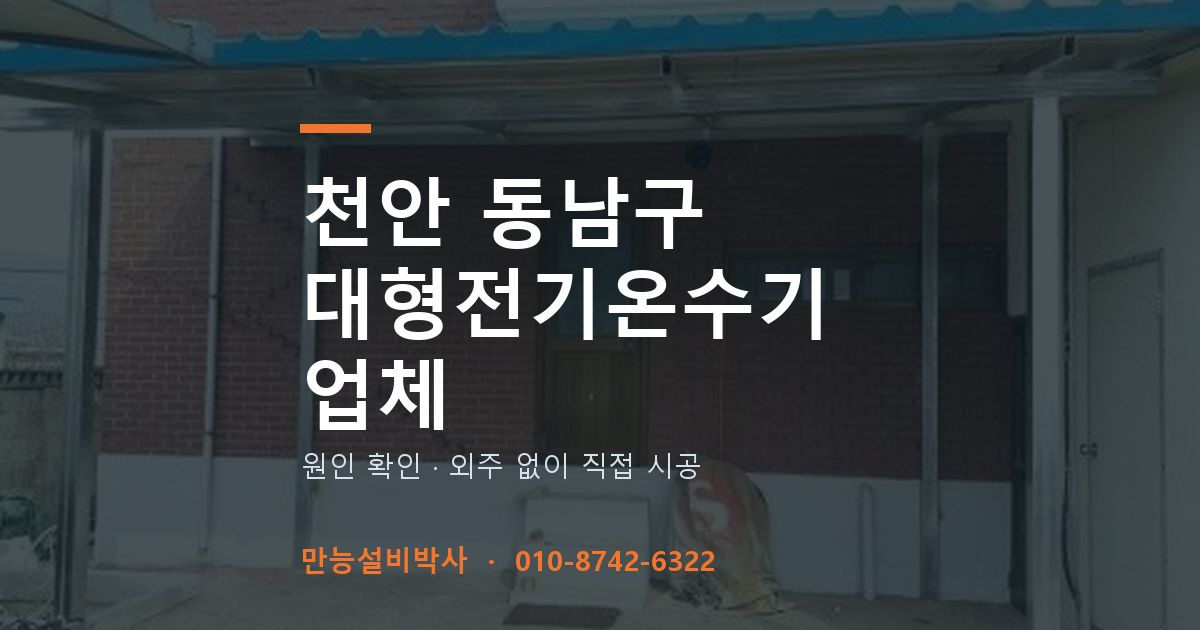 천안 동남구
대형전기온수기
업체
원인 확인 · 외주 없이 직접 시공
만능설비박사 · 010-8742-6322
S